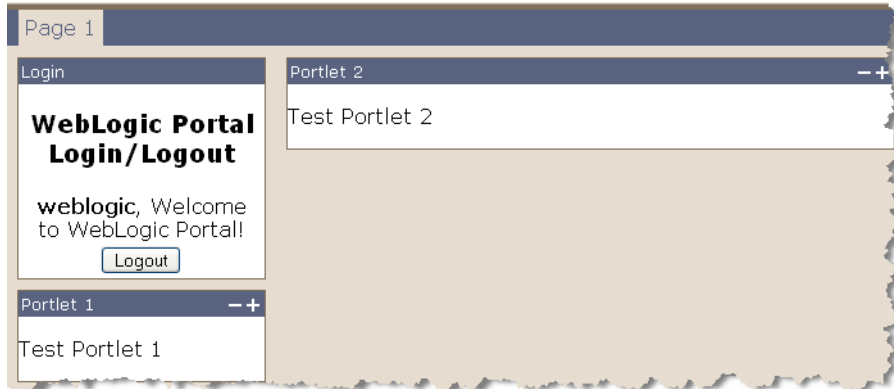 Page 1
Login
WebLogic Portal
Login/Logout
weblogic, Welcome
to WebLogic Portal!
Logout
Portlet 1
Test Portlet 1
Portlet 2
Test Portlet 2